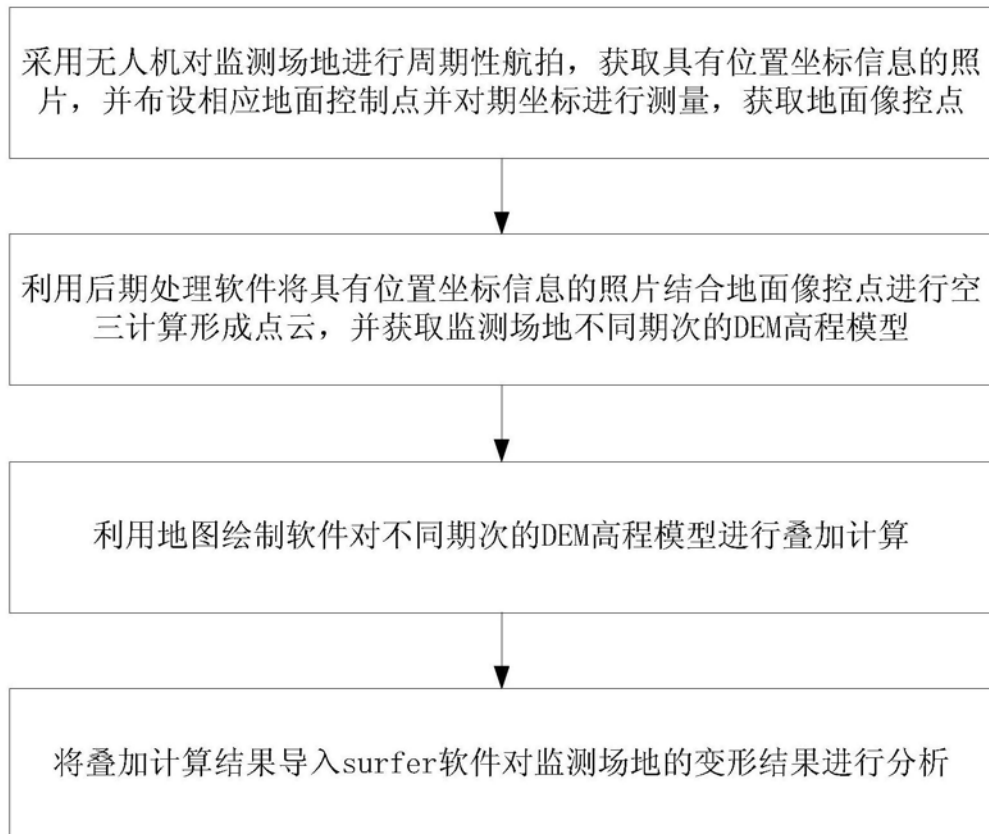 采用无人机对监测场地进行周期性航拍，获取具有位置坐标信息的照
片，并布设相应地面控制点并对期坐标进行测量，获取地面像控点
利用后期处理软件将具有位置坐标信息的照片结合地面像控点进行空
三计算形成点云，并获取监测场地不同期次的DEM高程模型
利用地图绘制软件对不同期次的DEM高程模型进行叠加计算
将叠加计算结果导入surfer软件对监测场地的变形结果进行分析